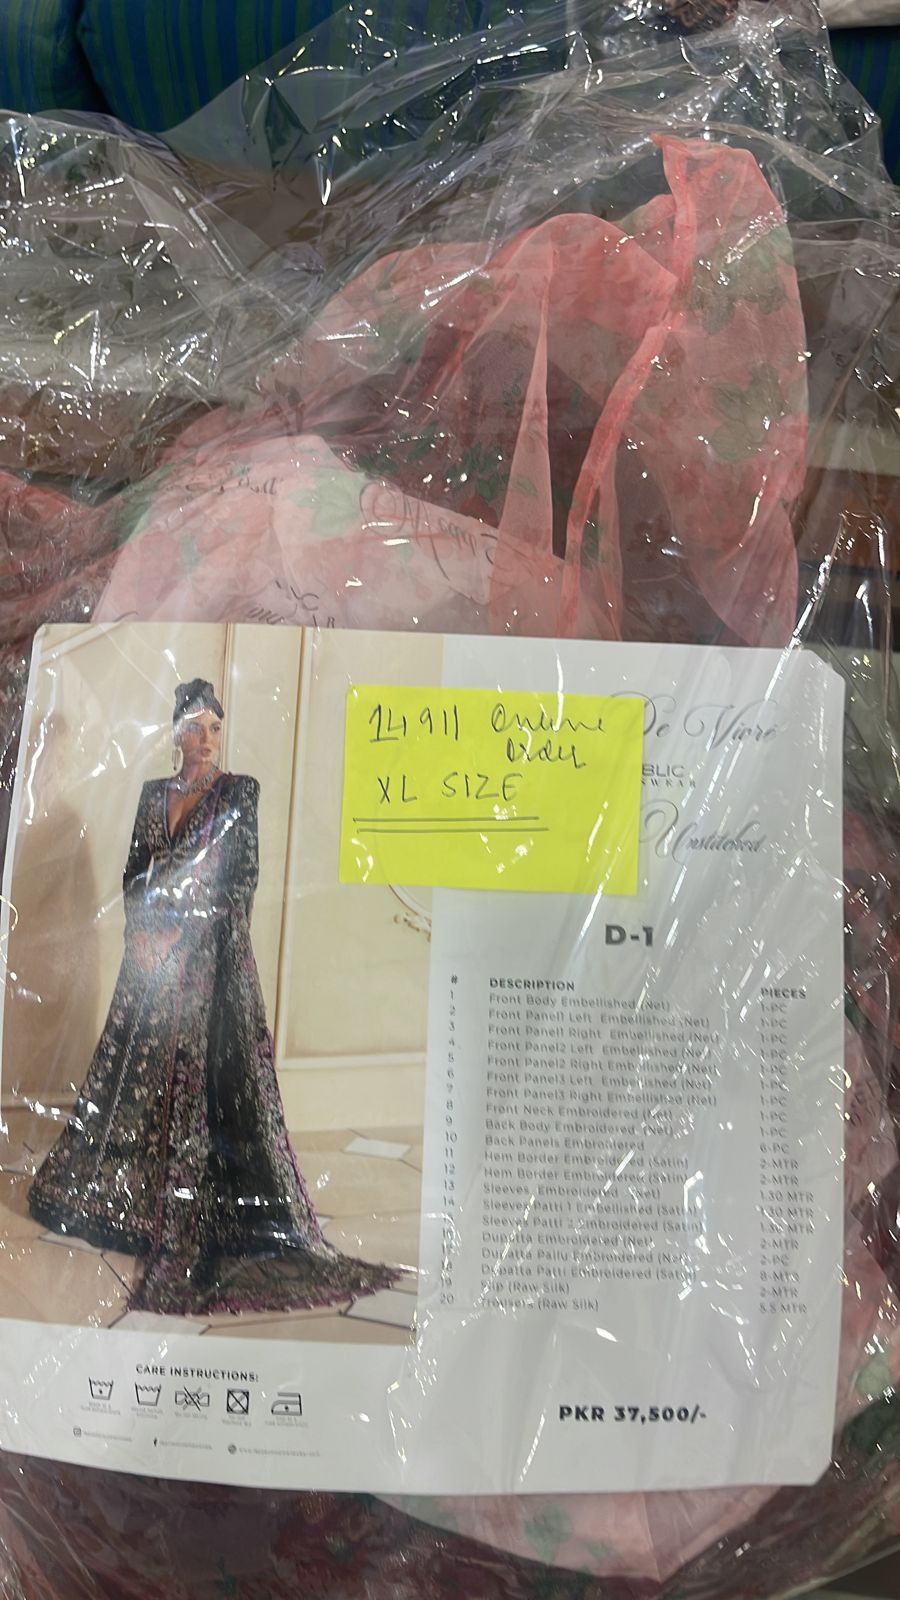 14911 Online
Order
XL SIZE
De Vivre
BLIC
Unstitched
D-1
# DESCRIPTION PIECES
1 Front Body Embellished (Net) 1-PC
2 Front Panel1 Left Embellished (Net) 1-PC
3 Front Panel1 Right Embellished (Net) 1-PC
4 Front Panel2 Left Embellished (Net) 1-PC
5 Front Panel2 Right Embellished (Net) 1-PC
6 Front Panel3 Left Embellished (Net) 1-PC
7 Front Panel3 Right Embellished (Net) 1-PC
8 Front Neck Embroidered (Net) 1-PC
9 Back Body Embroidered (Net) 1-PC
10 Back Panels Embroidered 6-PC
11 Hem Border Embroidered (Satin) 2-MTR
12 Hem Border Embroidered (Satin) 2-MTR
13 Sleeves Embroidered (Net) 1.30 MTR
14 Sleeves Patti 1 Embellished (Satin) 1.30 MTR
Sleeves Patti 2 Embroidered (Satin) 1.30 MTR
Dupatta Embroidered (Net) 2-MTR
Dupatta Pallu Embroidered (Net) 2-PC
Dupatta Patti Embroidered (Satin) 8-MTR
19 Slip (Raw Silk) 2-MTR
20 Trousers (Raw Silk) 5.5 MTR
CARE INSTRUCTIONS:
PKR 37,500/-